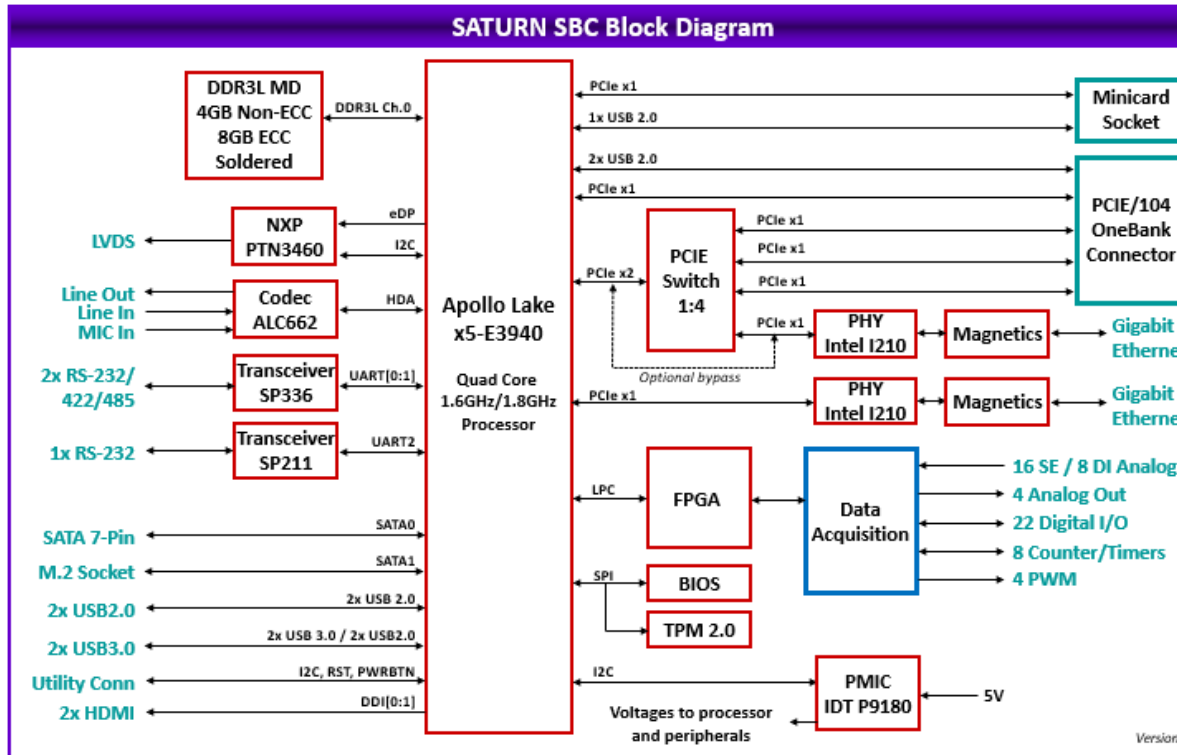 SATURN SBC Block Diagram
DDR3L MD
4GB Non-ECC
8GB ECC
Soldered
DDR3L Ch.0
NXP
PTN3460
eDP
I2C
LVDS
Codec
ALC662
HDA
Line Out
Line In
MIC In
Transceiver
SP336
UART[0:1]
2x RS-232/
422/485
Transceiver
SP211
UART2
1x RS-232
SATA 7-Pin
SATA0
M.2 Socket
SATA1
2x USB2.0
2x USB 2.0
2x USB3.0
2x USB 3.0 / 2x USB2.0
Utility Conn
I2C, RST, PWRBTN
2x HDMI
DDI[0:1]
Apollo Lake
x5-E3940
Quad Core
1.6GHz/1.8GHz
Processor
PCIe x1
1x USB 2.0
Minicard
Socket
2x USB 2.0
PCIe x1
PCIE/104
OneBank
Connector
PCIe x2
PCIE
Switch
1:4
PCIe x1
PCIe x1
PCIe x1
PCIe x1
Optional bypass
PHY
Intel I210
Magnetics
Gigabit
Etherne
PCIe x1
PHY
Intel I210
Magnetics
Gigabit
Etherne
LPC
FPGA
Data
Acquisition
16 SE / 8 DI Analog
4 Analog Out
22 Digital I/O
8 Counter/Timers
4 PWM
SPI
BIOS
TPM 2.0
I2C
PMIC
IDT P9180
5V
Voltages to processor
and peripherals
Version